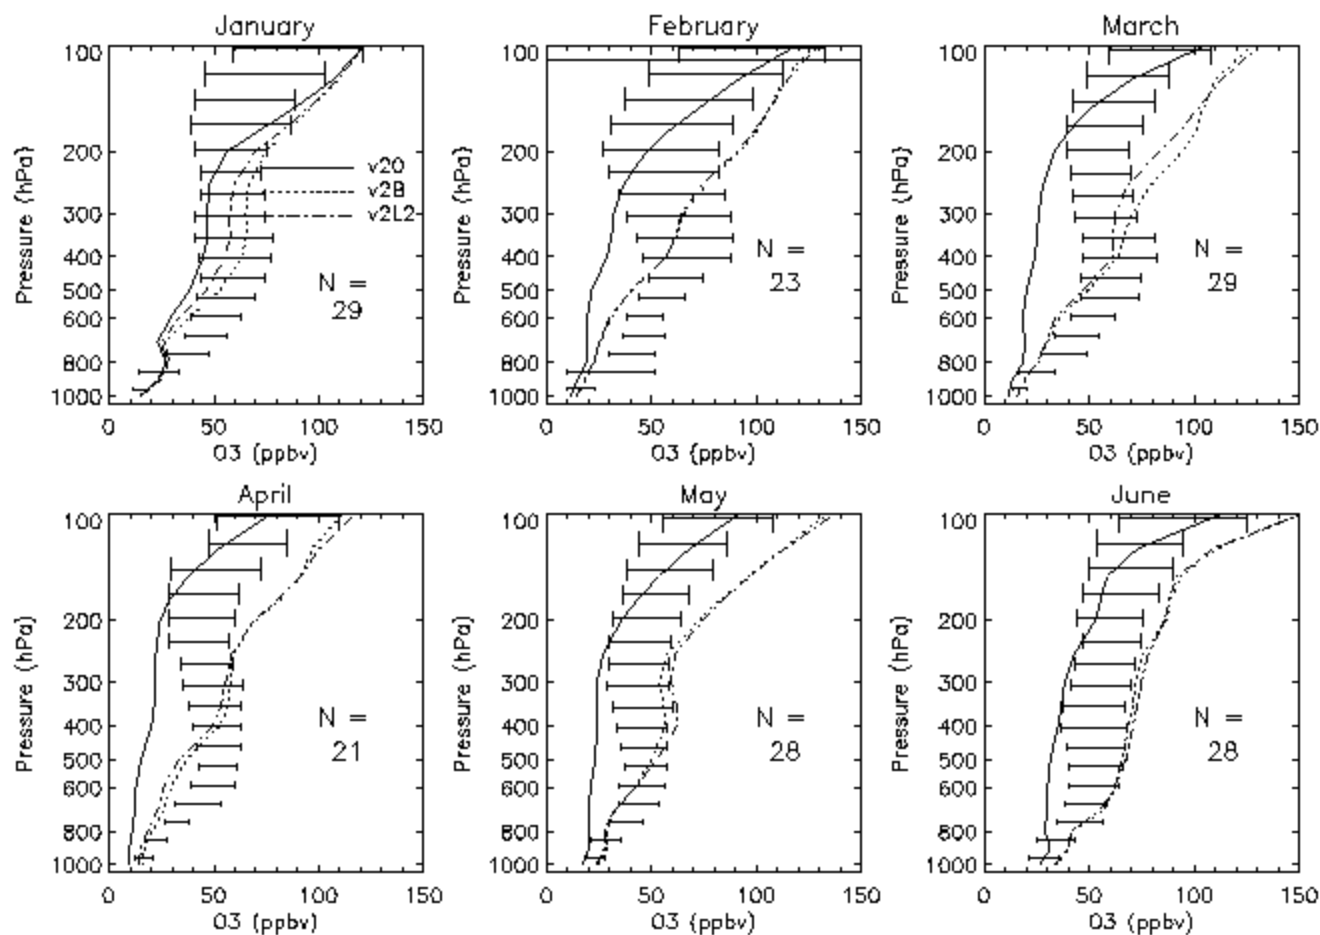 January
100
200
300
400
500
600
800
1000
Pressure (hPa)
0 50 100 150
O3 (ppbv)
v20
v2B
v2L2
N =
29
February
100
200
300
400
500
600
800
1000
Pressure (hPa)
0 50 100 150
O3 (ppbv)
N =
23
March
100
200
300
400
500
600
800
1000
Pressure (hPa)
0 50 100 150
O3 (ppbv)
N =
29
April
100
200
300
400
500
600
800
1000
Pressure (hPa)
0 50 100 150
O3 (ppbv)
N =
21
May
100
200
300
400
500
600
800
1000
Pressure (hPa)
0 50 100 150
O3 (ppbv)
N =
28
June
100
200
300
400
500
600
800
1000
Pressure (hPa)
0 50 100 150
O3 (ppbv)
N =
28